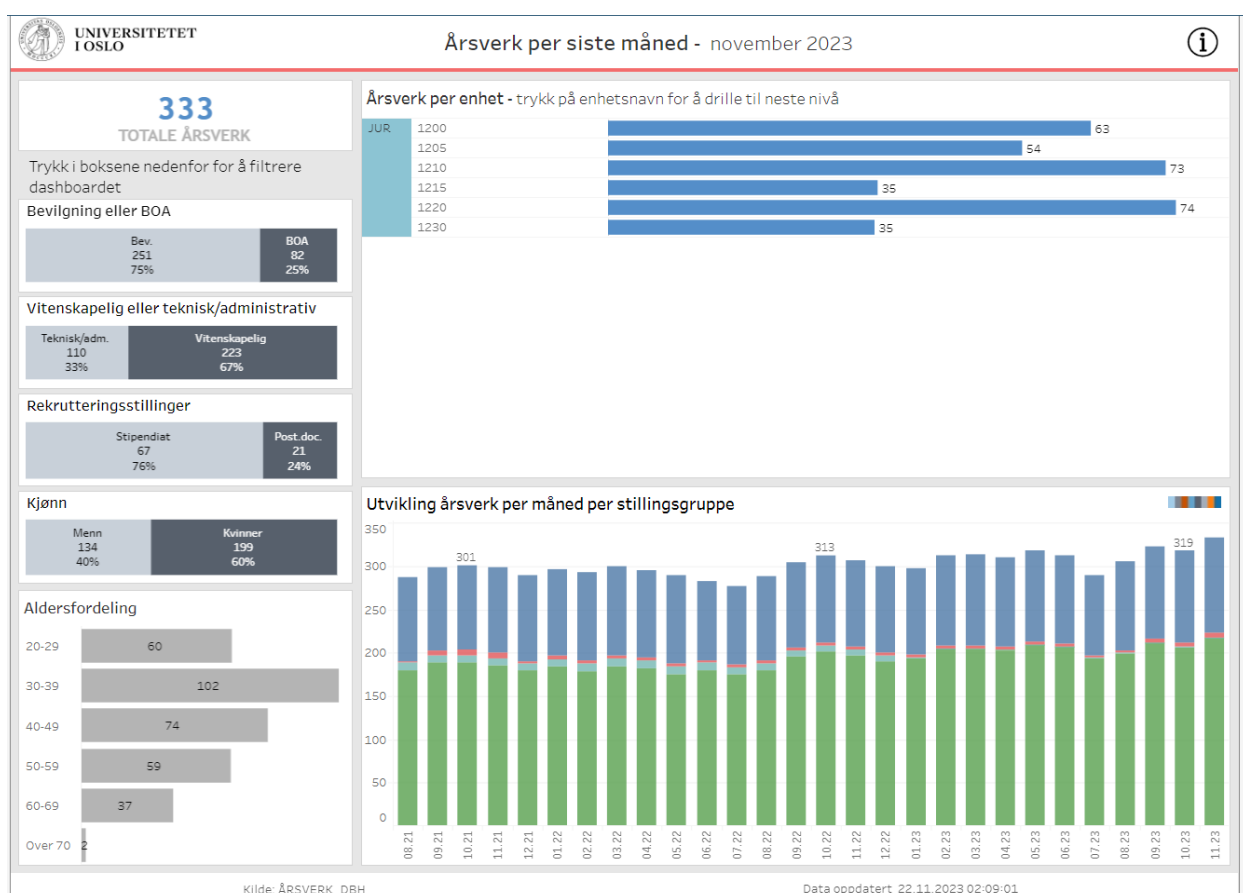 UNIVERSITETET
I OSLO
Årsverk per siste måned - november 2023
333
TOTALE ÅRSVERK
Trykk i boksene nedenfor for å filtrere
dashboardet
Bevilgning eller BOA
Bev.
251
75%
BOA
82
25%
Vitenskapelig eller teknisk/administrativ
Teknisk/adm.
110
33%
Vitenskapelig
223
67%
Rekrutteringsstillinger
Stipendiat
67
76%
Post.doc.
21
24%
Kjønn
Menn
134
40%
Kvinner
199
60%
Aldersfordeling
20-29 60
30-39 102
40-49 74
50-59 59
60-69 37
Over 70 2
Årsverk per enhet - trykk på enhetsnavn for å drille til neste nivå
JUR 1200 63
1205 54
1210 73
1215 35
1220 74
1230 35
Utvikling årsverk per måned per stillingsgruppe
350
300
250
200
150
100
50
0
301
313
319
08.21
09.21
10.21
11.21
12.21
01.22
02.22
03.22
04.22
05.22
06.22
07.22
08.22
09.22
10.22
11.22
12.22
01.23
02.23
03.23
04.23
05.23
06.23
07.23
08.23
09.23
10.23
11.23
Kilde: ÅRSVERK_DBH
Data oppdatert 22.11.2023 02:09:01